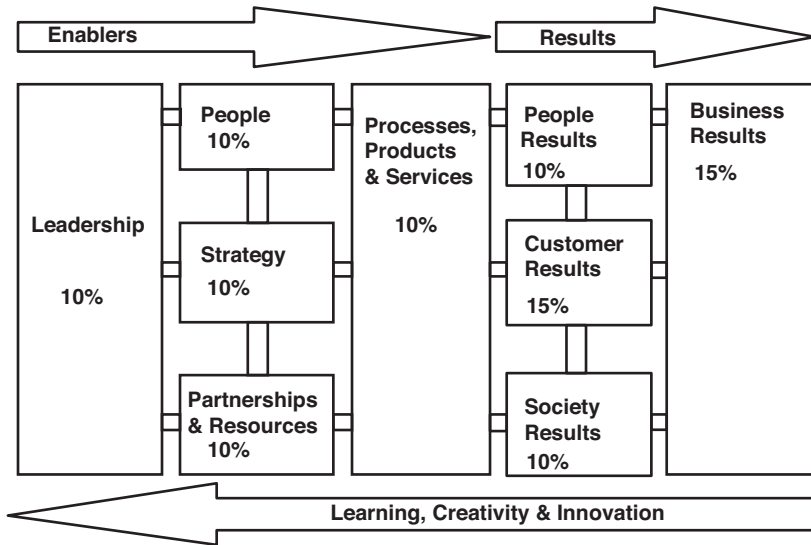 Enablers
Results
Leadership
10%
People
10%
Strategy
10%
Partnerships
& Resources
10%
Processes,
Products
& Services
10%
People
Results
10%
Customer
Results
15%
Society
Results
10%
Business
Results
15%
Learning, Creativity & Innovation